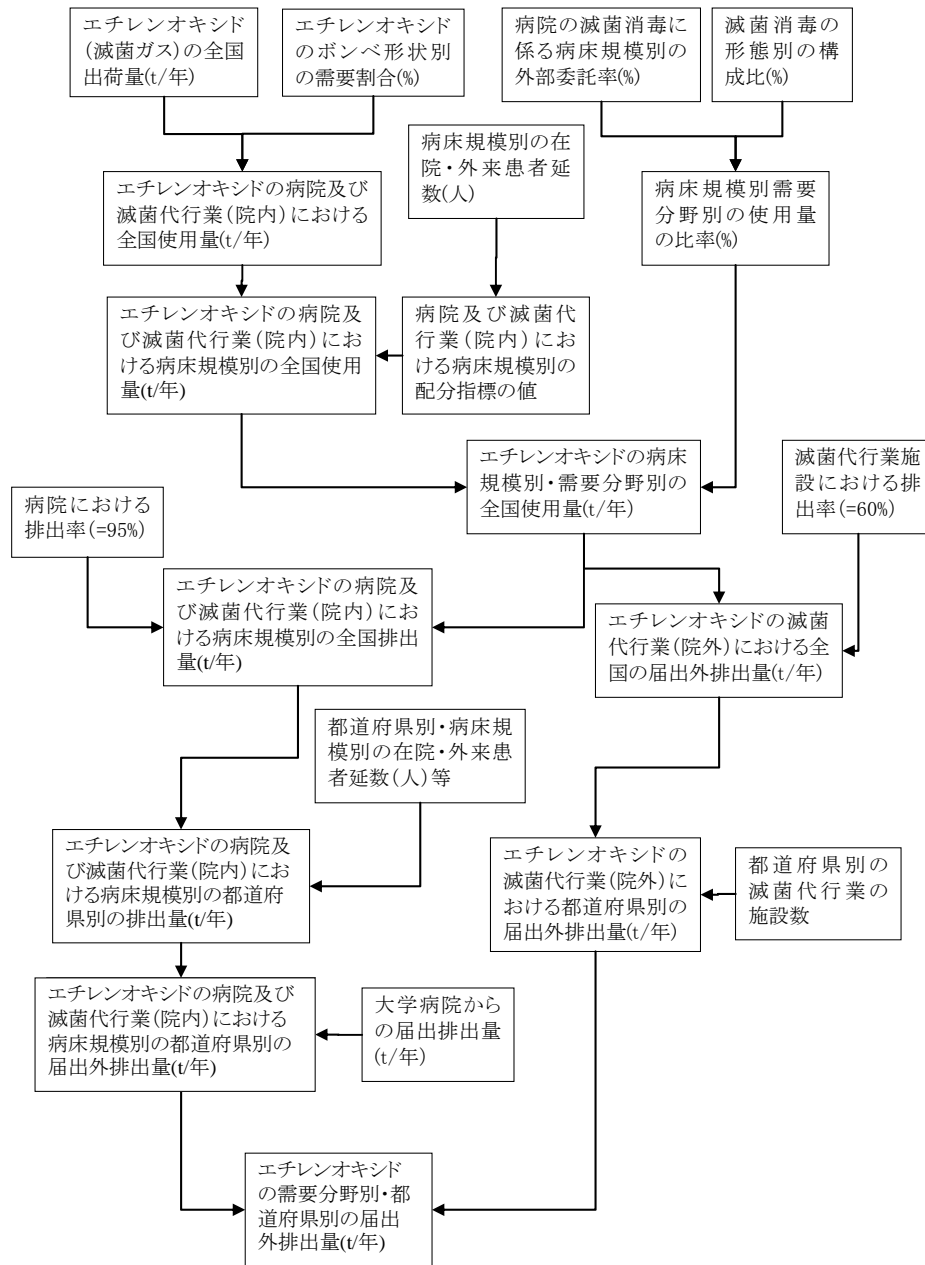 エチレンオキシド
(滅菌ガス)の全国
出荷量(t/年)
エチレンオキシド
のボンベ形状別
の需要割合(%)
病院の滅菌消毒に
係る病床規模別の
外部委託率(%)
滅菌消毒の
形態別の構
成比(%)
病床規模別の在
院・外来患者延
数(人)
エチレンオキシドの病院及び
滅菌代行業(院内)における
全国使用量(t/年)
病床規模別需要
分野別の使用量
の比率(%)
エチレンオキシドの病院及
び滅菌代行業(院内)にお
ける病床規模別の全国使用
量(t/年)
病院及び滅菌代
行業(院内)にお
ける病床規模別の
配分指標の値
エチレンオキシドの病床
規模別・需要分野別の
全国使用量(t/年)
滅菌代行業施
設における排
出率(=60%)
病院における
排出率(=95%)
エチレンオキシドの病院及
び滅菌代行業(院内)にお
ける病床規模別の全国排出
量(t/年)
エチレンオキシドの滅菌
代行業(院外)における全
国の届出外排出量(t/年)
都道府県別・病床規
模別の在院・外来患
者延数(人)等
エチレンオキシドの病院及
び滅菌代行業(院内)にお
ける病床規模別の都道府
県別の排出量(t/年)
エチレンオキシドの
滅菌代行業(院外)に
おける都道府県別の
届出外排出量(t/年)
都道府県別の
滅菌代行業の
施設数
エチレンオキシドの病院及び
滅菌代行業(院内)における
病床規模別の都道府県別の
届出外排出量(t/年)
大学病院から
の届出排出量
(t/年)
エチレンオキシド
の需要分野別・都
道府県別の届出
外排出量(t/年)